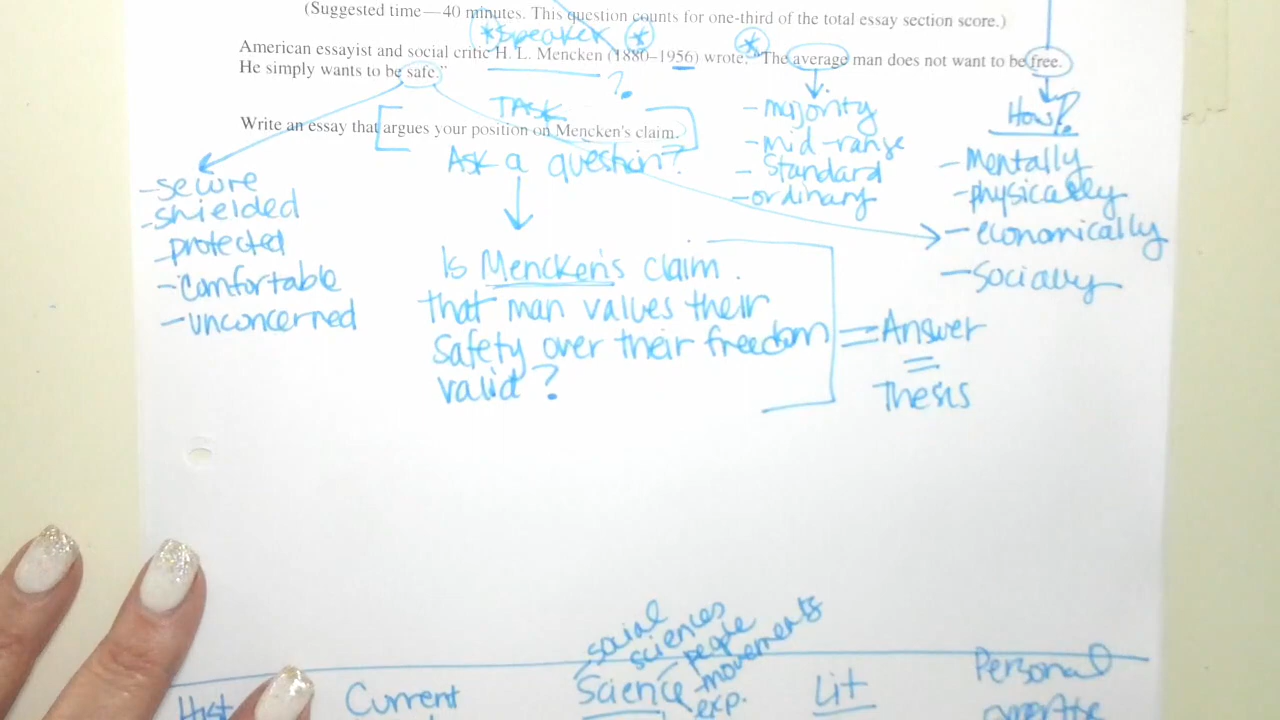 (Suggested time—40 minutes. This question counts for one-third of the total essay section score.)
*Speaker * *
American essayist and social critic H. L. Mencken (1880–1956) wrote, "The average man does not want to be free.
He simply wants to be safe."
?
TASK
Write an essay that argues your position on Mencken's claim.
Ask a question?
- majority
- mid-range
- Standard
- ordinary
How?
- Mentally
- physically
- economically
- Socially
- secure
- shielded
- protected
- comfortable
- unconcerned
Is Mencken's claim
that man values their
safety over their freedom
valid?
= Answer
=
Thesis
social
sciences
people
movements
Hist
Current
Science
exp.
Lit
Personal